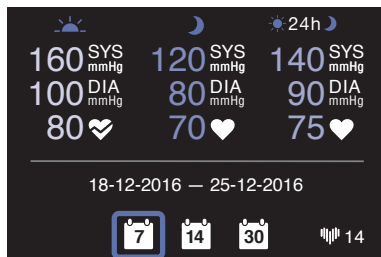 24h
160 SYS mmHg 120 SYS mmHg 140 SYS mmHg
100 DIA mmHg 80 DIA mmHg 90 DIA mmHg
80 70 75
18-12-2016 — 25-12-2016
7 14 30 14